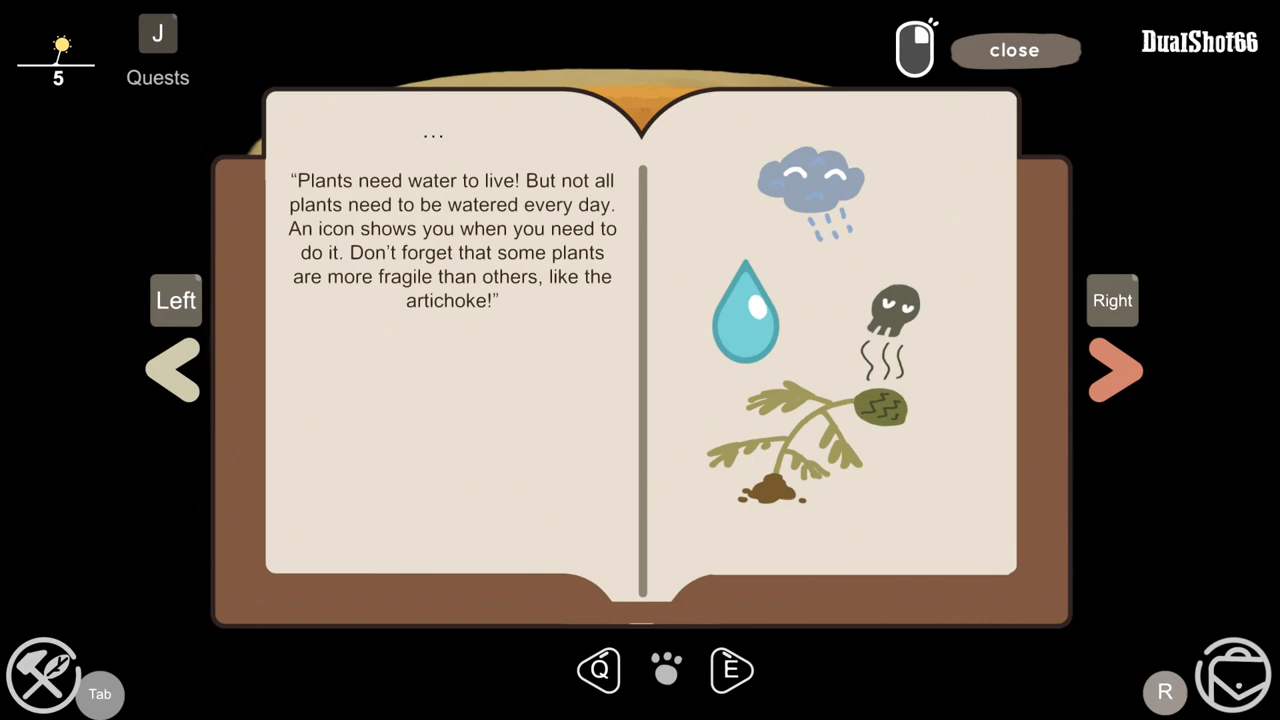 J
close
DualShot66
5
Quests
...
“Plants need water to live! But not all
plants need to be watered every day.
An icon shows you when you need to
do it. Don’t forget that some plants
are more fragile than others, like the
artichoke!”
Left
Right
Q
E
Tab
R